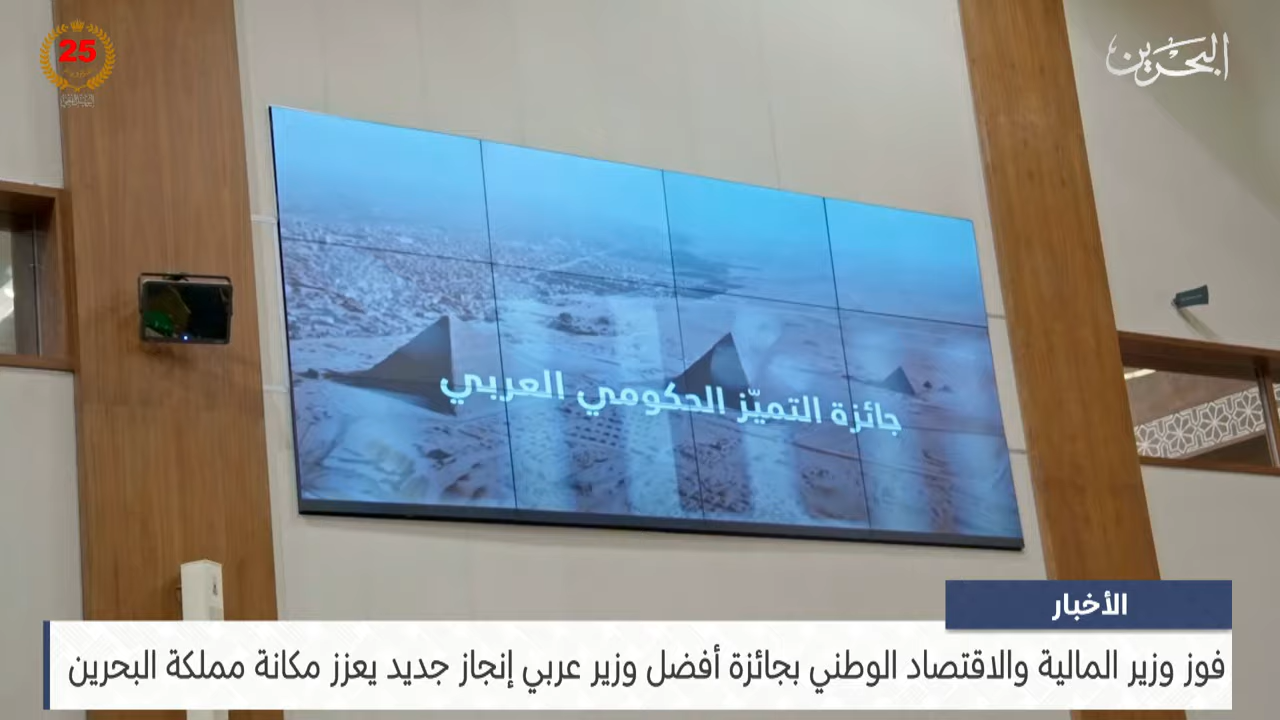 25
البحرين
جائزة التميّز الحكومي العربي
الأخبار
فوز وزير المالية والاقتصاد الوطني بجائزة أفضل وزير عربي إنجاز جديد يعزز مكانة مملكة البحرين